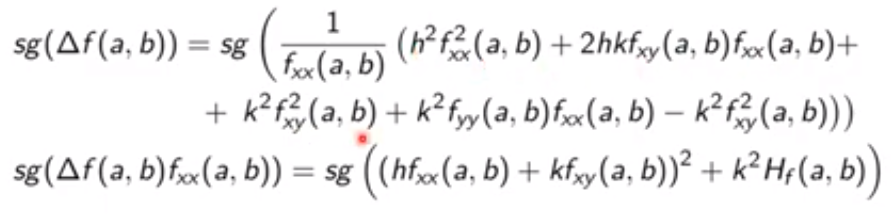 sg(Δf(a, b)) = sg ( 1/f_xx(a, b) (h²f²_xx(a, b) + 2hkf_xy(a, b)f_xx(a, b)+
+ k²f²_xy(a, b) + k²f_yy(a, b)f_xx(a, b) − k²f²_xy(a, b)))
sg(Δf(a, b)f_xx(a, b)) = sg ((hf_xx(a, b) + kf_xy(a, b))² + k²H_f(a, b))